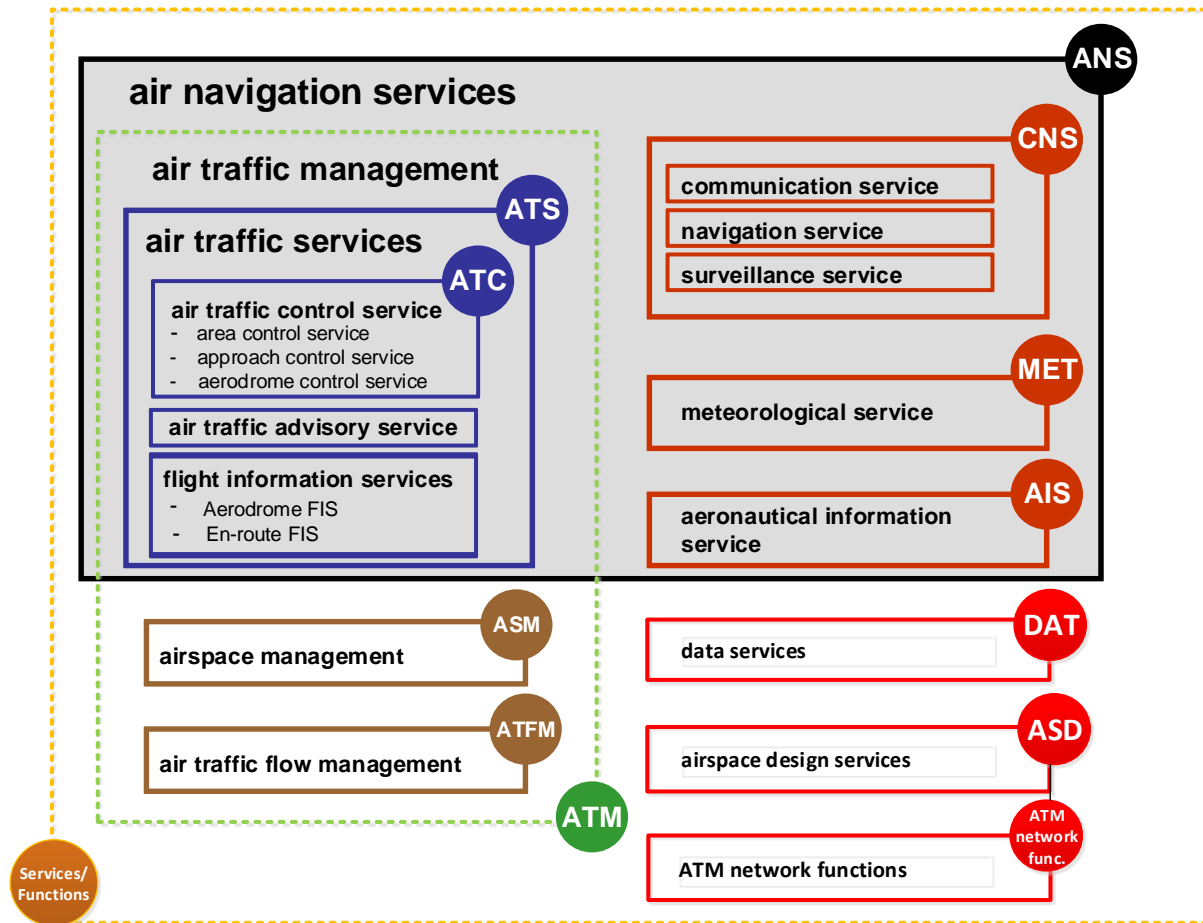 ANS
air navigation services
air traffic management
ATS
air traffic services
ATC
air traffic control service
- area control service
- approach control service
- aerodrome control service
air traffic advisory service
flight information services
- Aerodrome FIS
- En-route FIS
CNS
communication service
navigation service
surveillance service
MET
meteorological service
AIS
aeronautical information
service
ASM
airspace management
ATFM
air traffic flow management
ATM
DAT
data services
ASD
airspace design services
ATM
network
func.
ATM network functions
Services/
Functions